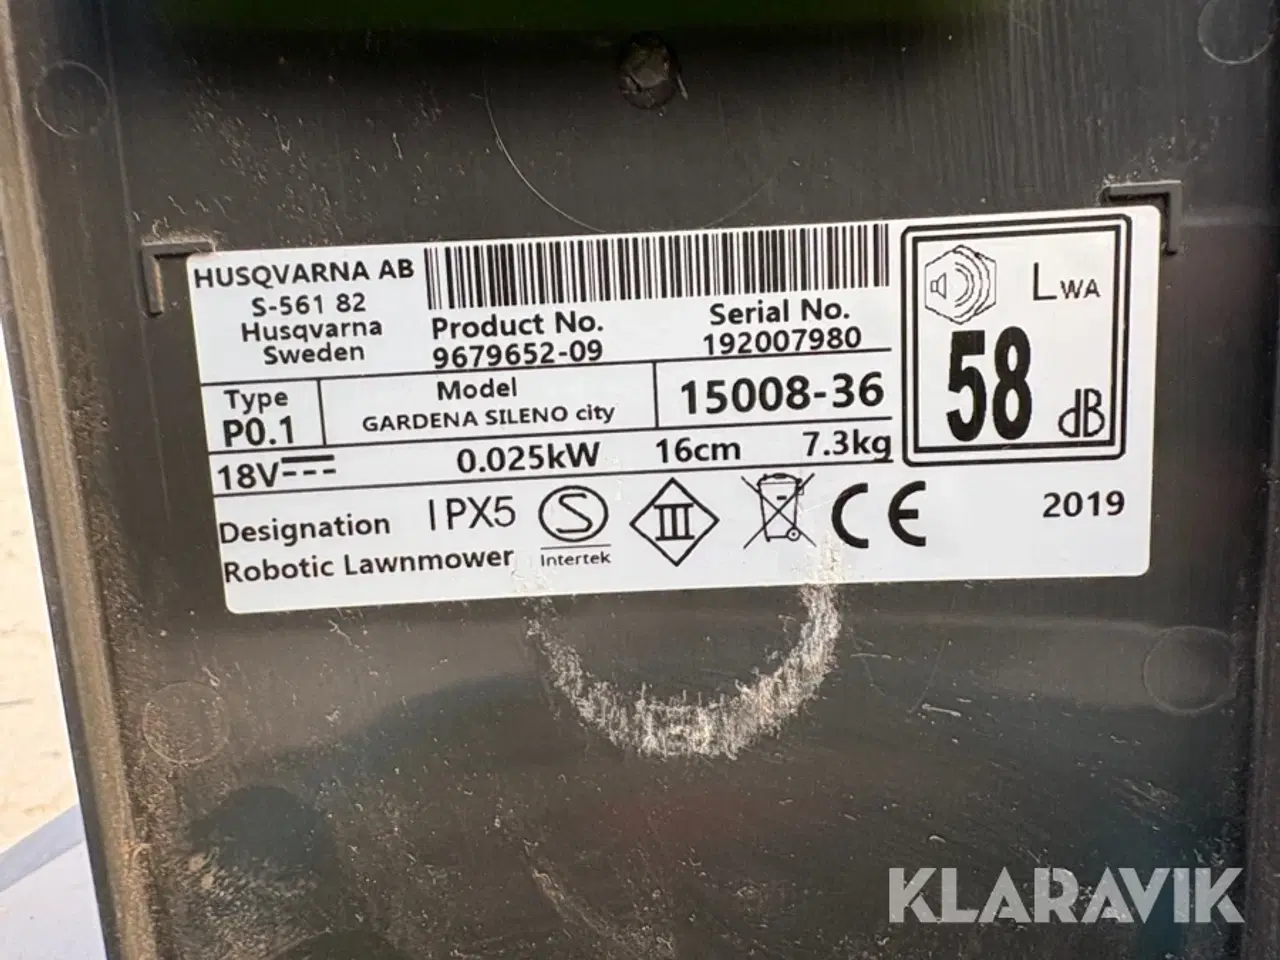 HUSQVARNA AB
S-561 82
Husqvarna
Sweden
Product No.
9679652-09
Serial No.
192007980
LWA
58 dB
Type
P0.1
Model
GARDENA SILENO city
15008-36
18V
0.025kW
16cm
7.3kg
Designation
Robotic Lawnmower
IPX5
S
Intertek
III
CE
2019
KLARAVIK